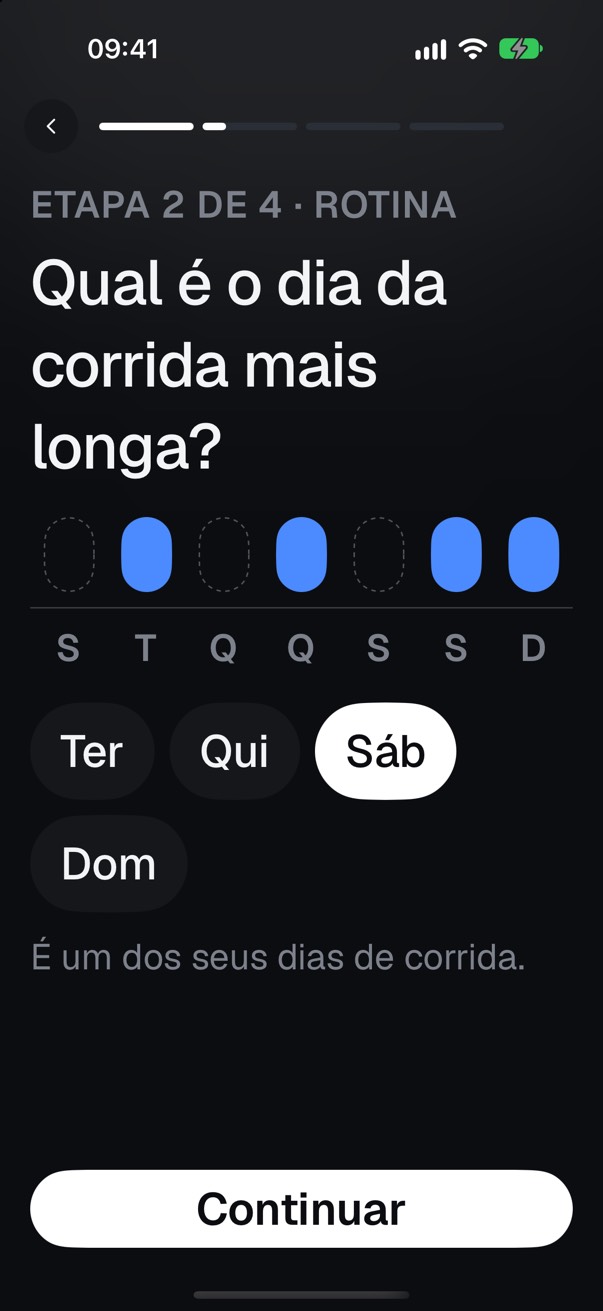 09:41
ETAPA 2 DE 4 · ROTINA
Qual é o dia da
corrida mais
longa?
S T Q Q S S D
Ter Qui Sáb
Dom
É um dos seus dias de corrida.
Continuar